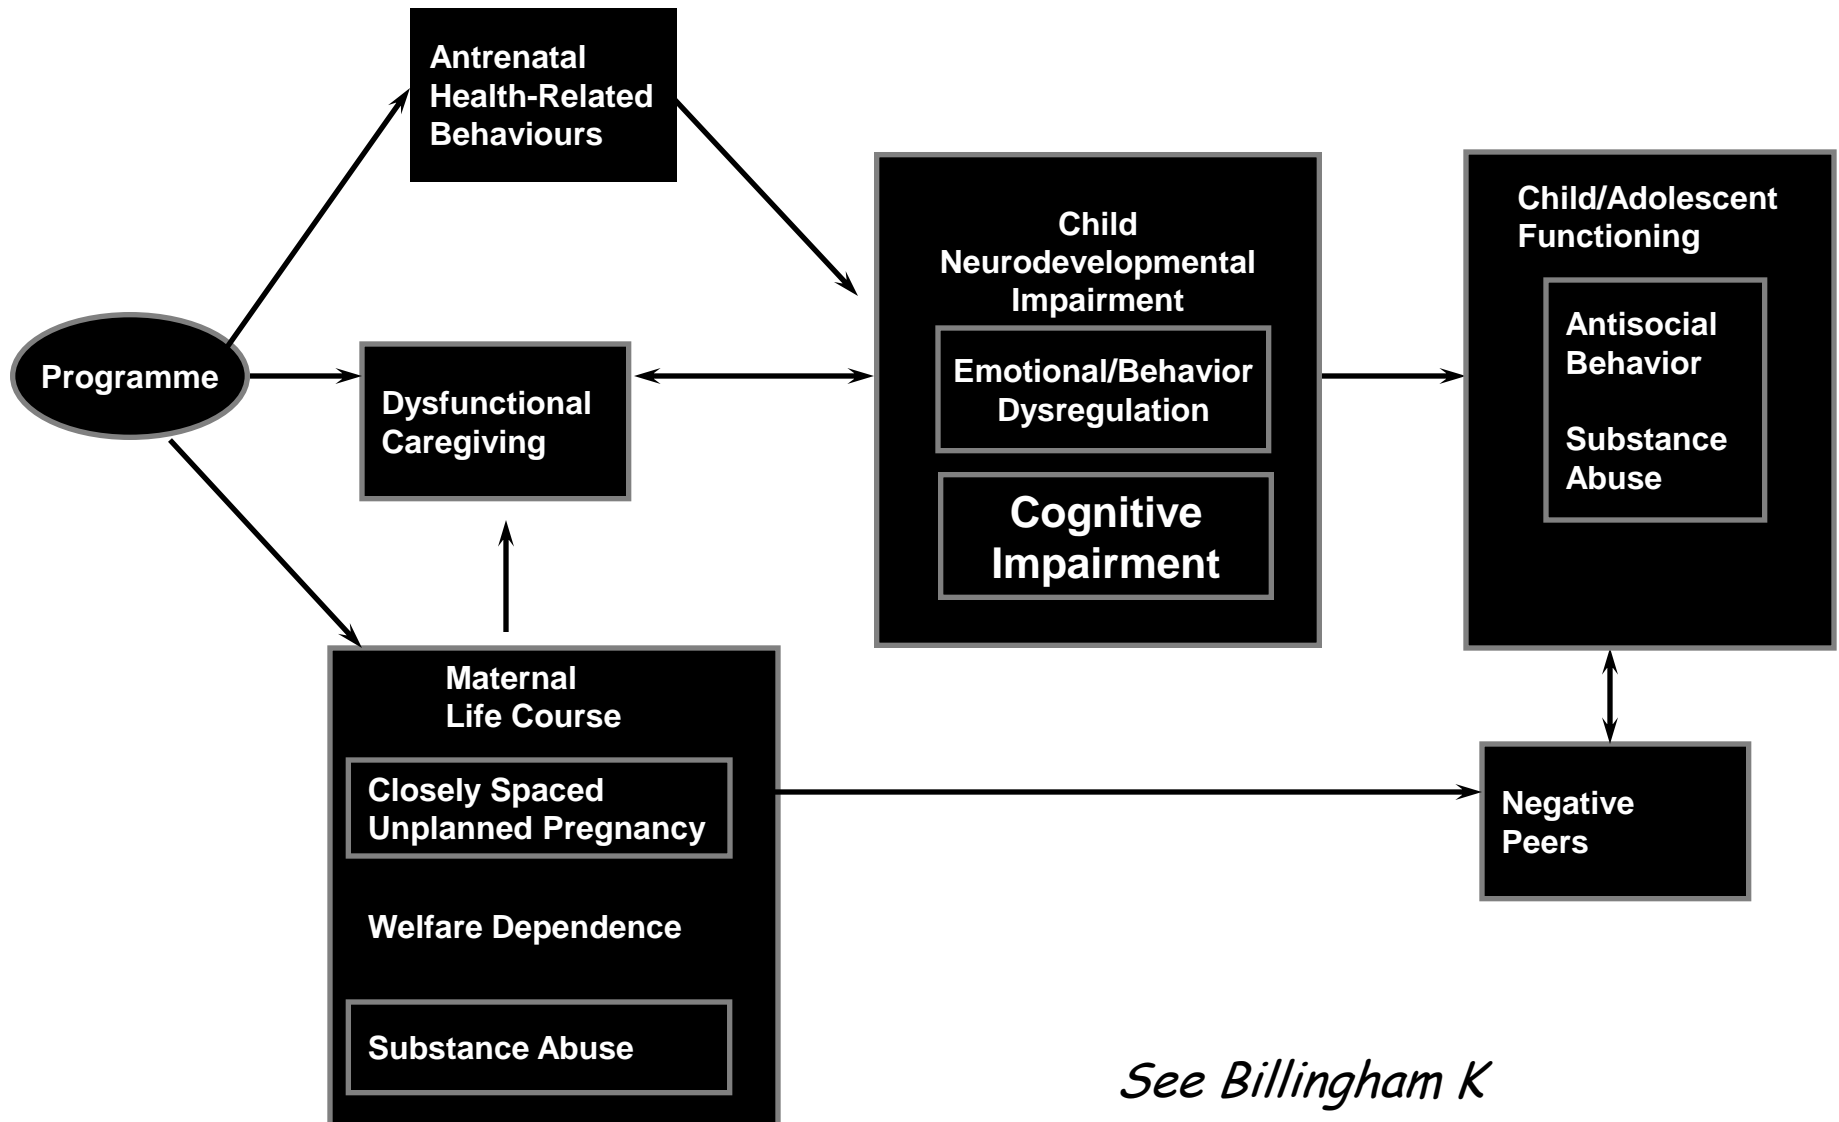 Antrenatal
Health-Related
Behaviours
Programme
Dysfunctional
Caregiving
Maternal
Life Course
Closely Spaced
Unplanned Pregnancy
Welfare Dependence
Substance Abuse
Child
Neurodevelopmental
Impairment
Emotional/Behavior
Dysregulation
Cognitive
Impairment
Child/Adolescent
Functioning
Antisocial
Behavior
Substance
Abuse
Negative
Peers
See Billingham K